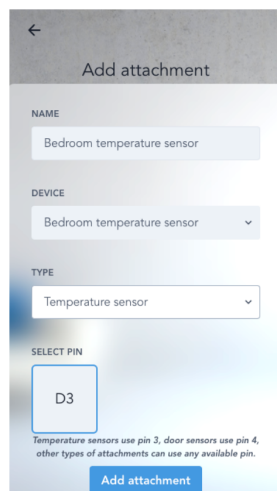 Add attachment
NAME
Bedroom temperature sensor
DEVICE
Bedroom temperature sensor
TYPE
Temperature sensor
SELECT PIN
D3
Temperature sensors use pin 3, door sensors use pin 4,
other types of attachments can use any available pin.
Add attachment